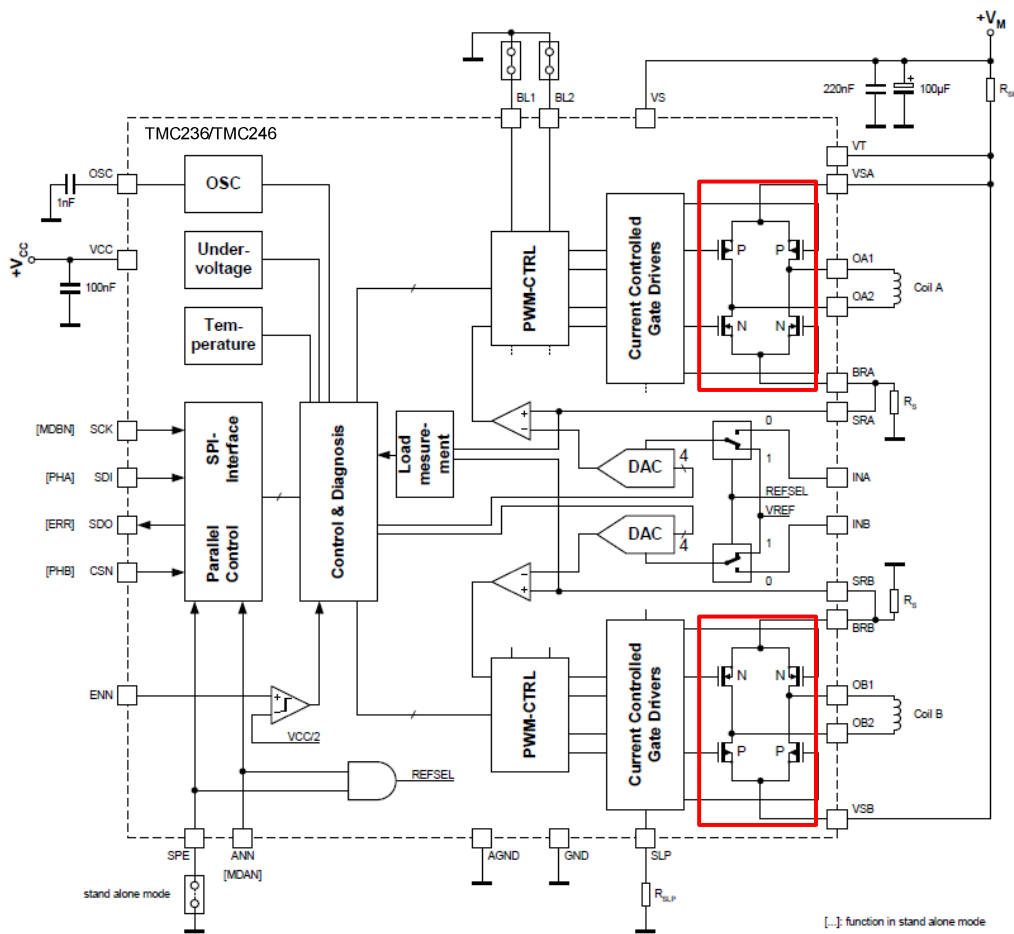 +VM
BL1
BL2
VS
220nF
+
100µF
TMC236/TMC246
VT
VSA
OSC
OSC
1nF
P
P
VCC
+VCC
Under-
voltage
100nF
PWM-CTRL
Current Controlled
Gate Drivers
OA1
Coil A
OA2
Tem-
perature
N
N
BRA
RS
SRA
[MDBN] SCK
SPI-
Interface
Parallel
Control
Control & Diagnosis
Load
mesurement
+
−
0
DAC
4
1
[PHA] SDI
INA
REFSEL
VREF
[ERR] SDO
INB
DAC
4
1
[PHB] CSN
−
+
0
SRB
RS
BRB
PWM-CTRL
Current Controlled
Gate Drivers
N
N
ENN
+
−
VCC/2
OB1
Coil B
OB2
P
P
REFSEL
VSB
SPE
ANN
[MDAN]
AGND
GND
SLP
stand alone mode
RSLP
[...]: function in stand alone mode